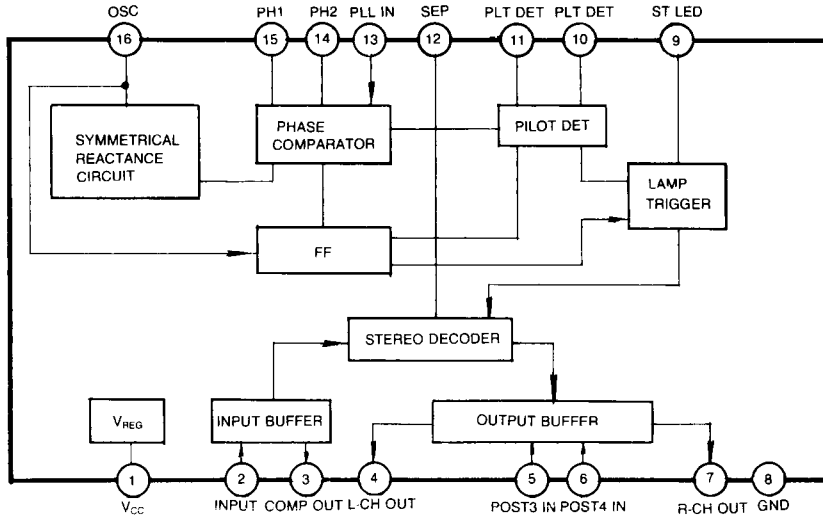 OSC PH1 PH2 PLL IN SEP PLT DET PLT DET ST LED
16 15 14 13 12 11 10 9
SYMMETRICAL
REACTANCE
CIRCUIT
PHASE
COMPARATOR
PILOT DET
LAMP
TRIGGER
FF
STEREO DECODER
VREG
INPUT BUFFER
OUTPUT BUFFER
1 2 3 4 5 6 7 8
VCC INPUT COMP OUT L-CH OUT POST3 IN POST4 IN R-CH OUT GND